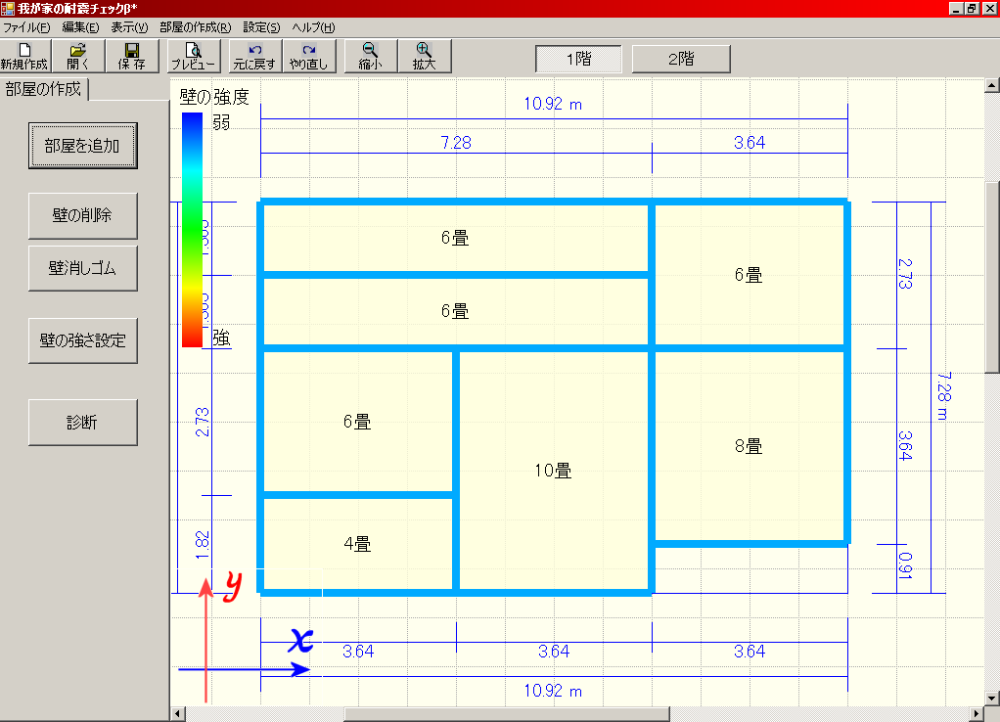 我が家の耐震チェックβ*
ファイル(F) 編集(E) 表示(V) 部屋の作成(R) 設定(S) ヘルプ(H)
新規作成 開く 保存 プレビュー 元に戻す やり直し 縮小 拡大 1階 2階
部屋の作成
部屋を追加
壁の削除
壁消しゴム
壁の強さ設定
診断
壁の強度
弱
強
10.92 m
7.28 3.64
6畳
6畳
6畳
6畳
10畳
8畳
4畳
2.73
1.82
2.73
3.64
0.91
7.28 m
y
x
3.64 3.64 3.64
10.92 m